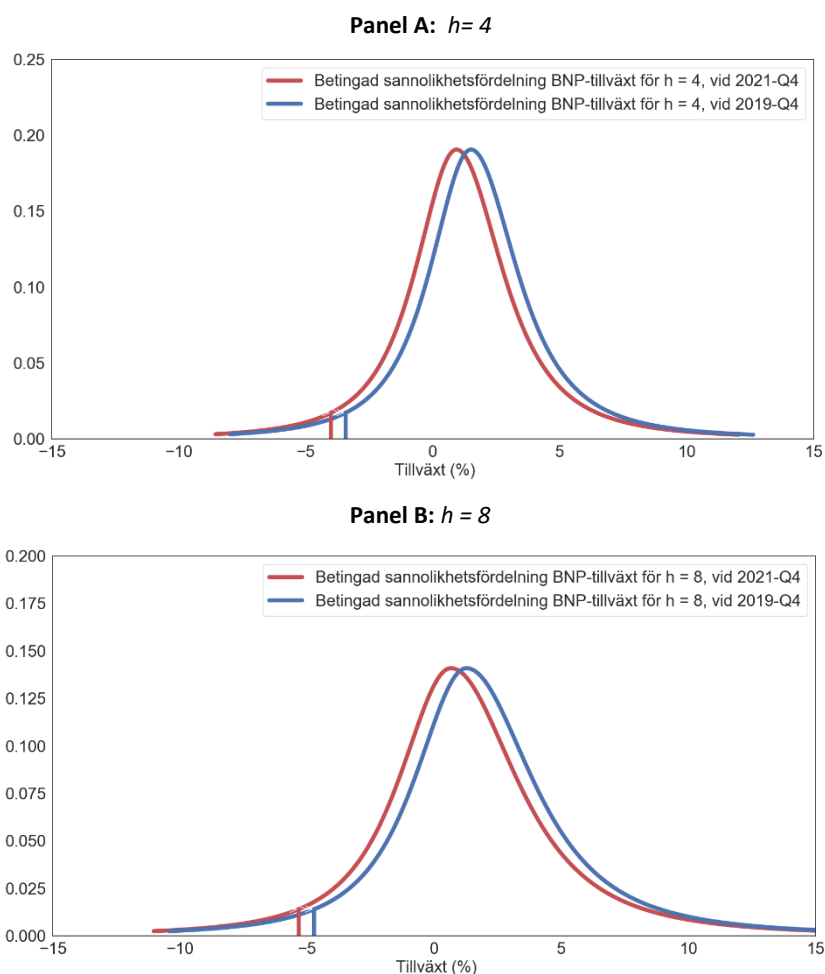 Panel A: h= 4
0.25
0.20
0.15
0.10
0.05
0.00
Betingad sannolikhetsfördelning BNP-tillväxt för h = 4, vid 2021-Q4
Betingad sannolikhetsfördelning BNP-tillväxt för h = 4, vid 2019-Q4
−15 −10 −5 0 5 10 15
Tillväxt (%)
Panel B: h = 8
0.200
0.175
0.150
0.125
0.100
0.075
0.050
0.025
0.000
Betingad sannolikhetsfördelning BNP-tillväxt för h = 8, vid 2021-Q4
Betingad sannolikhetsfördelning BNP-tillväxt för h = 8, vid 2019-Q4
−15 −10 −5 0 5 10 15
Tillväxt (%)